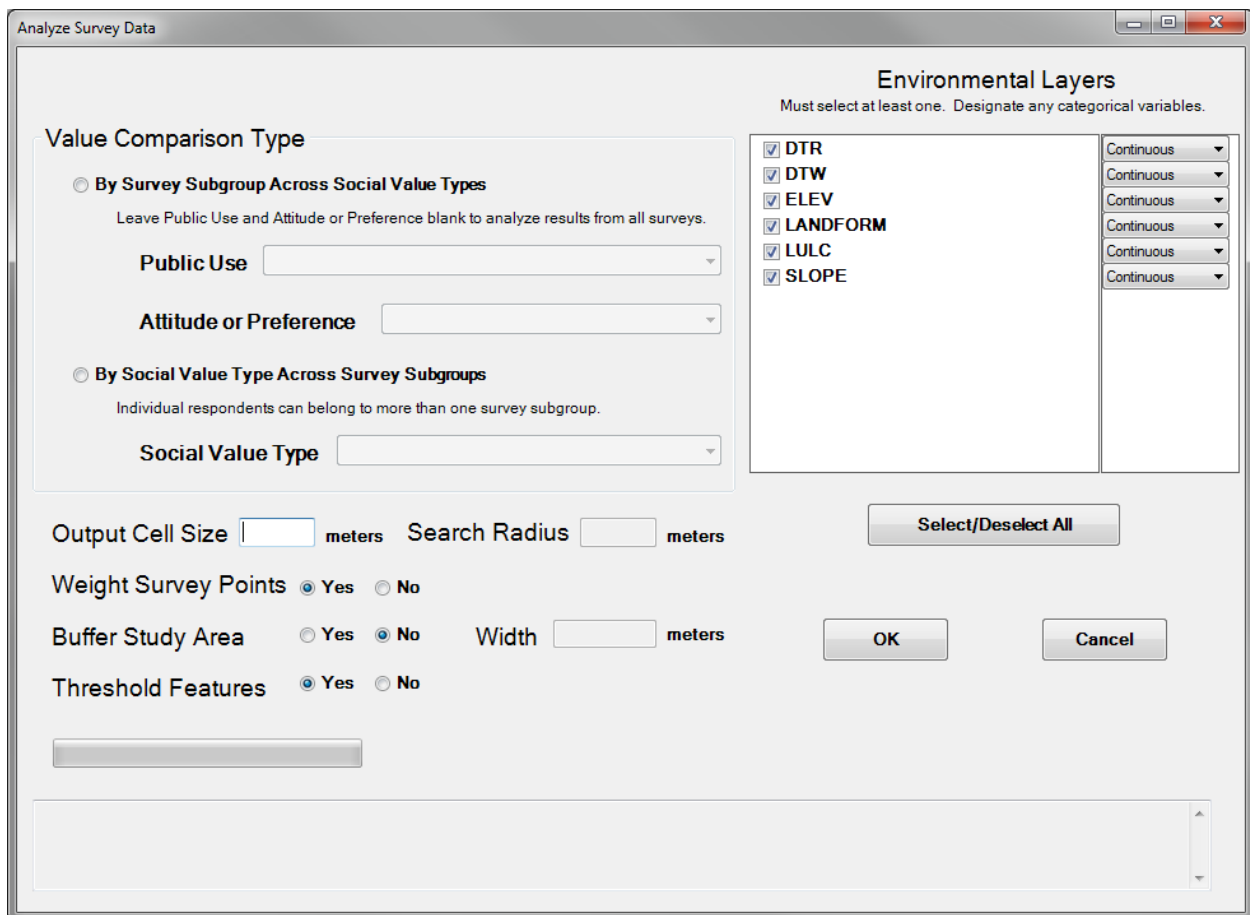 Analyze Survey Data
Environmental Layers
Must select at least one.  Designate any categorical variables.
Value Comparison Type
By Survey Subgroup Across Social Value Types
Leave Public Use and Attitude or Preference blank to analyze results from all surveys.
Public Use
Attitude or Preference
By Social Value Type Across Survey Subgroups
Individual respondents can belong to more than one survey subgroup.
Social Value Type
DTR Continuous
DTW Continuous
ELEV Continuous
LANDFORM Continuous
LULC Continuous
SLOPE Continuous
Select/Deselect All
Output Cell Size meters Search Radius meters
Weight Survey Points Yes No
Buffer Study Area Yes No Width meters
Threshold Features Yes No
OK Cancel